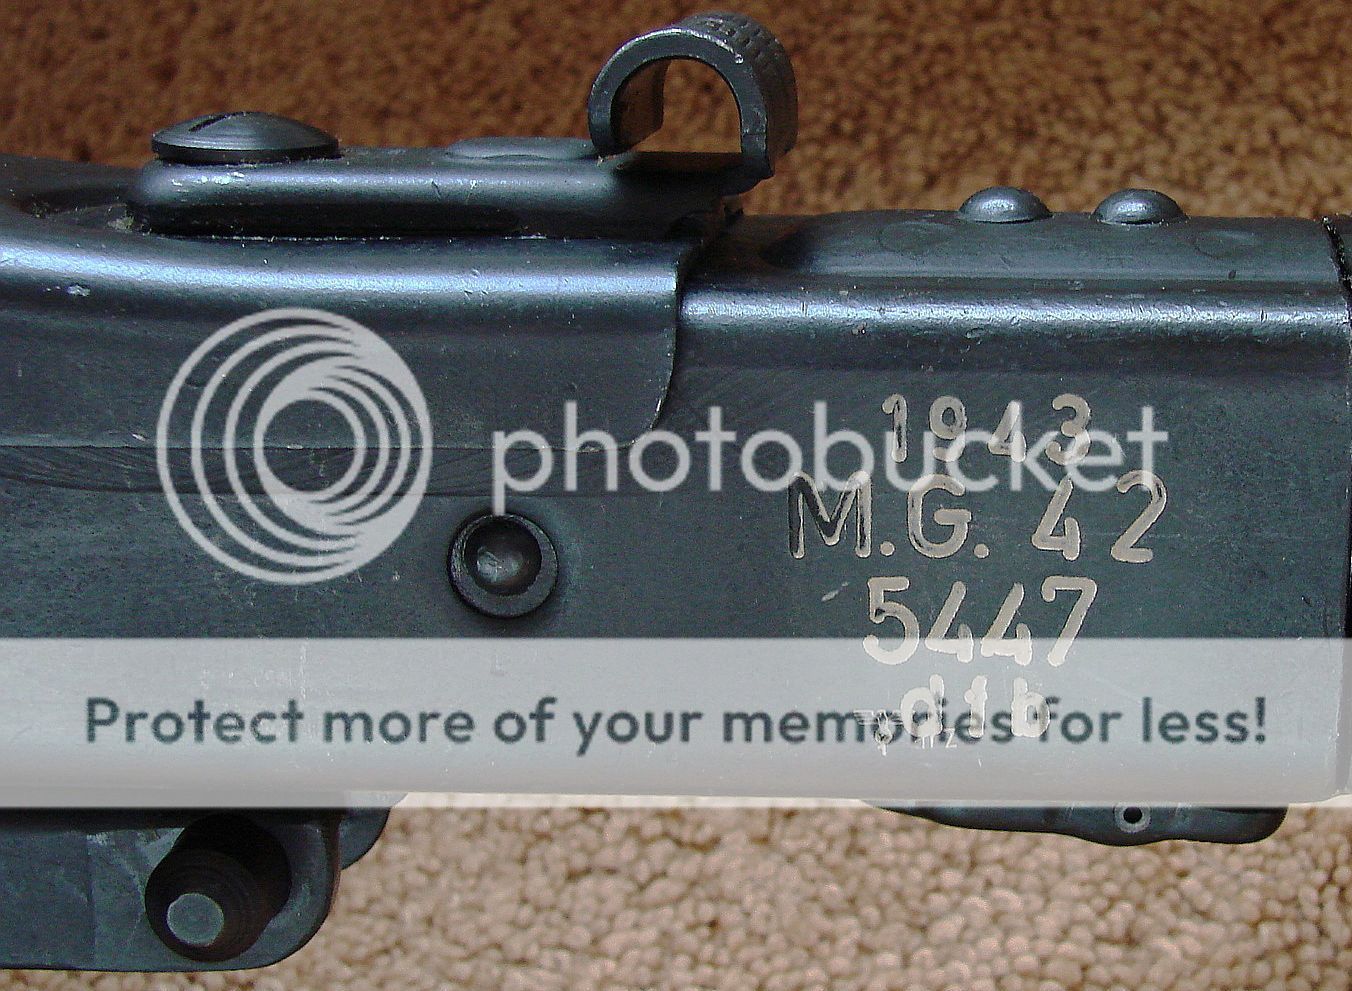 photobucket
1943
M.G. 42
5447
Protect more of your memories for less!